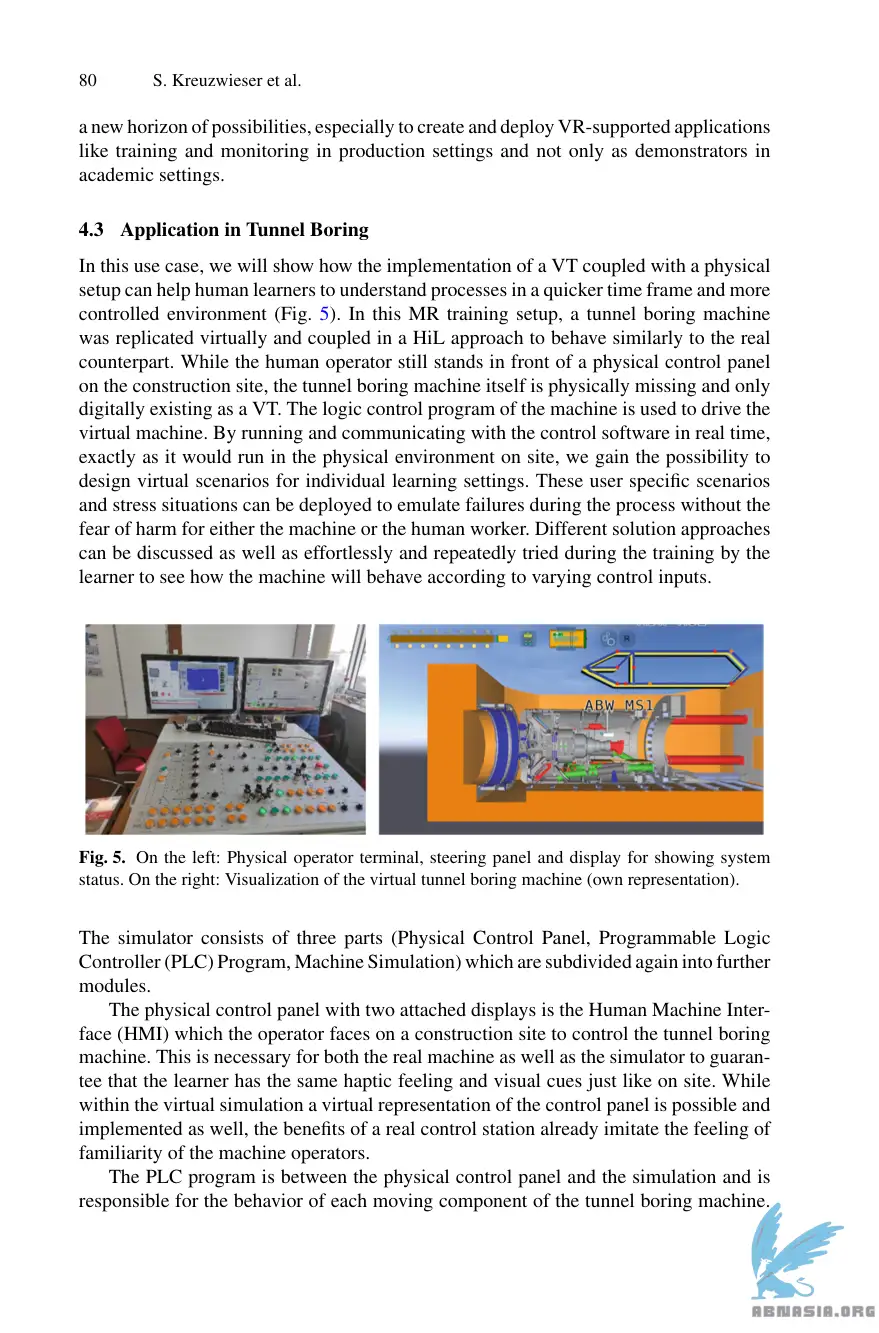 80 S. Kreuzwieser et al.
a new horizon of possibilities, especially to create and deploy VR-supported applications
like training and monitoring in production settings and not only as demonstrators in
academic settings.
4.3 Application in Tunnel Boring
In this use case, we will show how the implementation of a VT coupled with a physical
setup can help human learners to understand processes in a quicker time frame and more
controlled environment (Fig. 5). In this MR training setup, a tunnel boring machine
was replicated virtually and coupled in a HiL approach to behave similarly to the real
counterpart. While the human operator still stands in front of a physical control panel
on the construction site, the tunnel boring machine itself is physically missing and only
digitally existing as a VT. The logic control program of the machine is used to drive the
virtual machine. By running and communicating with the control software in real time,
exactly as it would run in the physical environment on site, we gain the possibility to
design virtual scenarios for individual learning settings. These user specific scenarios
and stress situations can be deployed to emulate failures during the process without the
fear of harm for either the machine or the human worker. Different solution approaches
can be discussed as well as effortlessly and repeatedly tried during the training by the
learner to see how the machine will behave according to varying control inputs.
ABW MS1
Fig. 5. On the left: Physical operator terminal, steering panel and display for showing system
status. On the right: Visualization of the virtual tunnel boring machine (own representation).
The simulator consists of three parts (Physical Control Panel, Programmable Logic
Controller (PLC) Program, Machine Simulation) which are subdivided again into further
modules.
The physical control panel with two attached displays is the Human Machine Inter-
face (HMI) which the operator faces on a construction site to control the tunnel boring
machine. This is necessary for both the real machine as well as the simulator to guaran-
tee that the learner has the same haptic feeling and visual cues just like on site. While
within the virtual simulation a virtual representation of the control panel is possible and
implemented as well, the benefits of a real control station already imitate the feeling of
familiarity of the machine operators.
The PLC program is between the physical control panel and the simulation and is
responsible for the behavior of each moving component of the tunnel boring machine.
ABNASIA.ORG